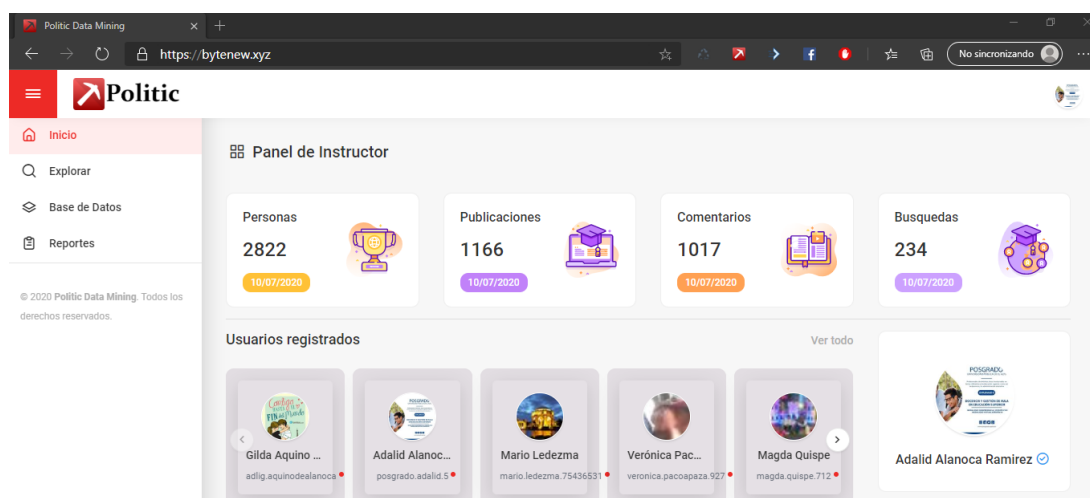 Politic Data Mining
https://bytenew.xyz
No sincronizando
Politic
Inicio
Explorar
Base de Datos
Reportes
© 2020 Politic Data Mining. Todos los
derechos reservados.
Panel de Instructor
Personas
2822
10/07/2020
Publicaciones
1166
10/07/2020
Comentarios
1017
10/07/2020
Busquedas
234
10/07/2020
Usuarios registrados
Ver todo
Gilda Aquino ...
adlig.aquinodealanoca
Adalid Alanoc...
posgrado.adalid.5
Mario Ledezma
mario.ledezma.75436531
Verónica Pac...
veronica.pacoapaza.927
Magda Quispe
magda.quispe.712
POSGRADO
Adalid Alanoca Ramirez